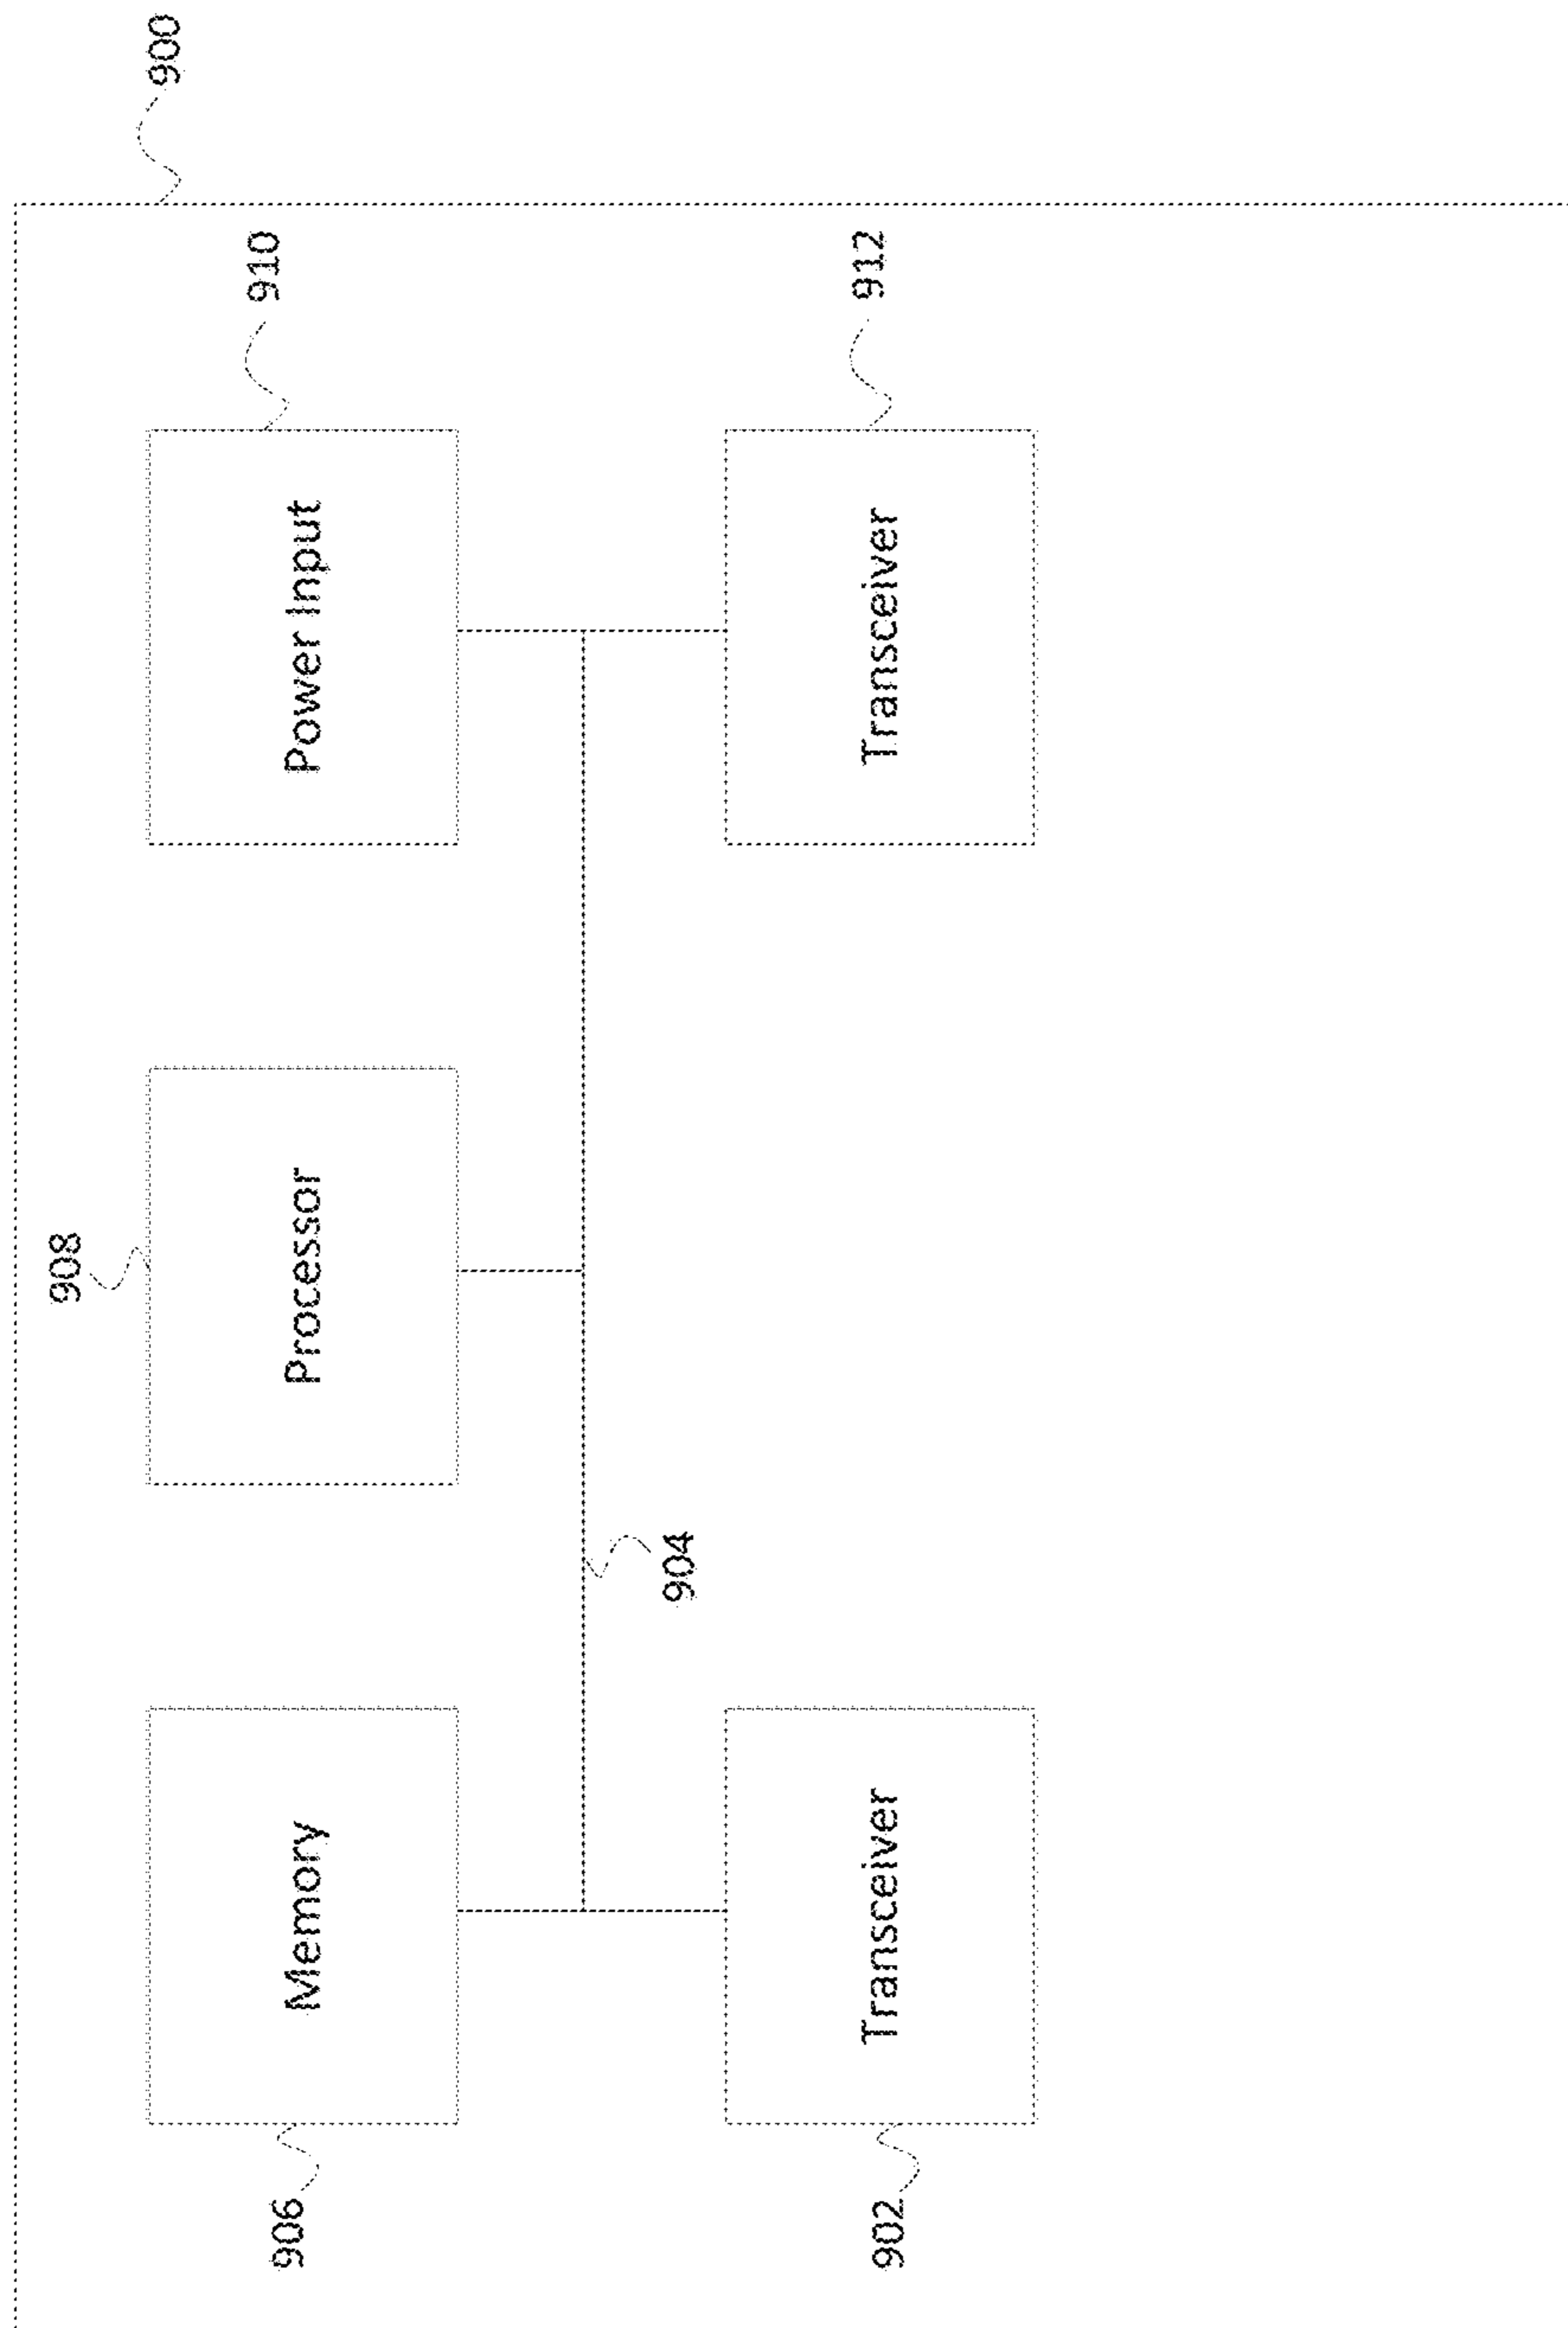 900
908
910
Memory
Processor
Power Input
906
904
912
Transceiver
Transceiver
902